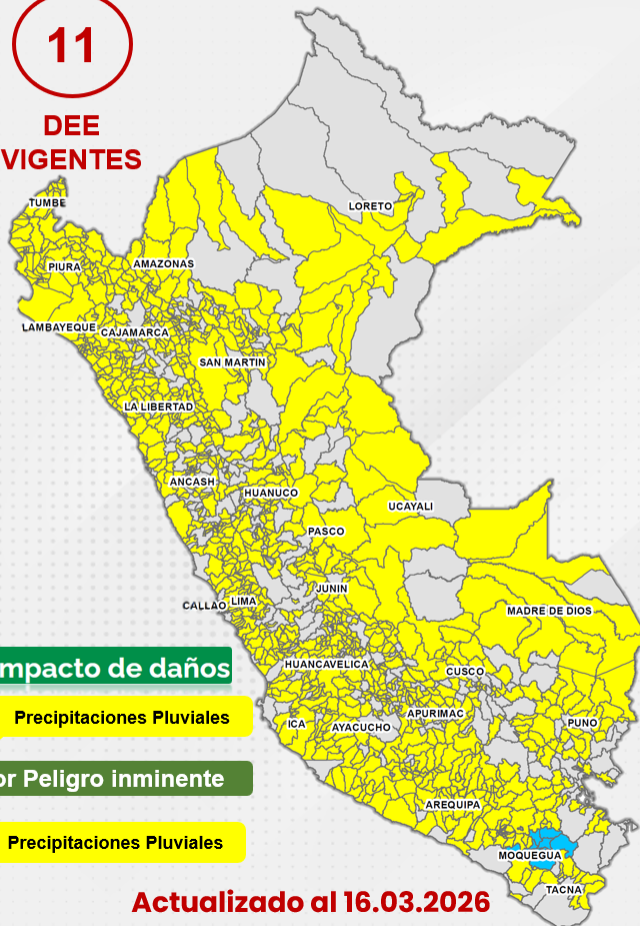 11
DEE
VIGENTES
TUMBE
LORETO
PIURA
AMAZONAS
LAMBAYEQUE
CAJAMARCA
SAN MARTIN
LA LIBERTAD
ANCASH
HUANUCO
UCAYALI
PASCO
JUNIN
CALLAO
LIMA
MADRE DE DIOS
mpacto de daños
HUANCAVELICA
CUSCO
Precipitaciones Pluviales
ICA
AYACUCHO
APURIMAC
PUNO
or Peligro inminente
AREQUIPA
Precipitaciones Pluviales
MOQUEGUA
TACNA
Actualizado al 16.03.2026